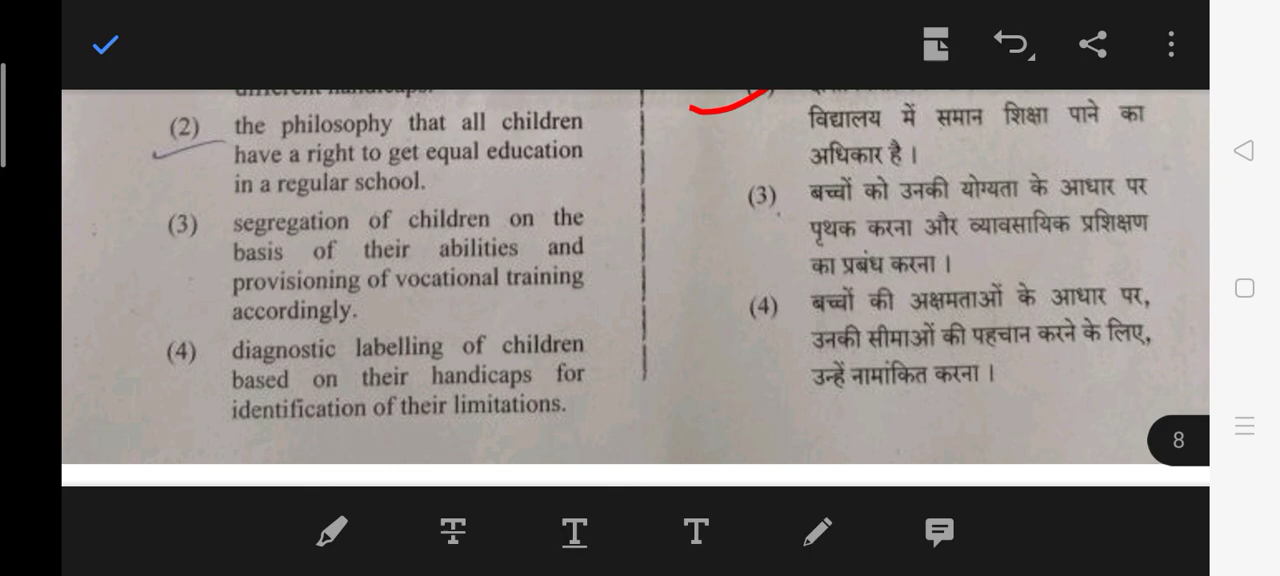 different handicaps.
(2) the philosophy that all children
have a right to get equal education
in a regular school.
(3) segregation of children on the
basis of their abilities and
provisioning of vocational training
accordingly.
(4) diagnostic labelling of children
based on their handicaps for
identification of their limitations.
विद्यालय में समान शिक्षा पाने का
अधिकार है ।
(3) बच्चों को उनकी योग्यता के आधार पर
पृथक करना और व्यावसायिक प्रशिक्षण
का प्रबंध करना ।
(4) बच्चों की अक्षमताओं के आधार पर,
उनकी सीमाओं की पहचान करने के लिए,
उन्हें नामांकित करना ।
8